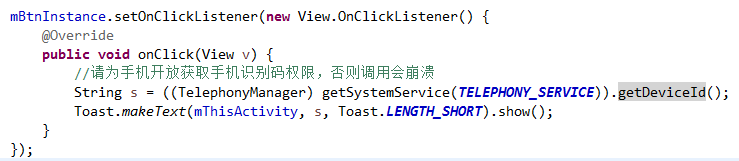 mBtnInstance.setOnClickListener(new View.OnClickListener() {
@Override
public void onClick(View v) {
//请为手机开放获取手机识别码权限，否则调用会崩溃
String s = ((TelephonyManager) getSystemService(TELEPHONY_SERVICE)).getDeviceId();
Toast.makeText(mThisActivity, s, Toast.LENGTH_SHORT).show();
}
});